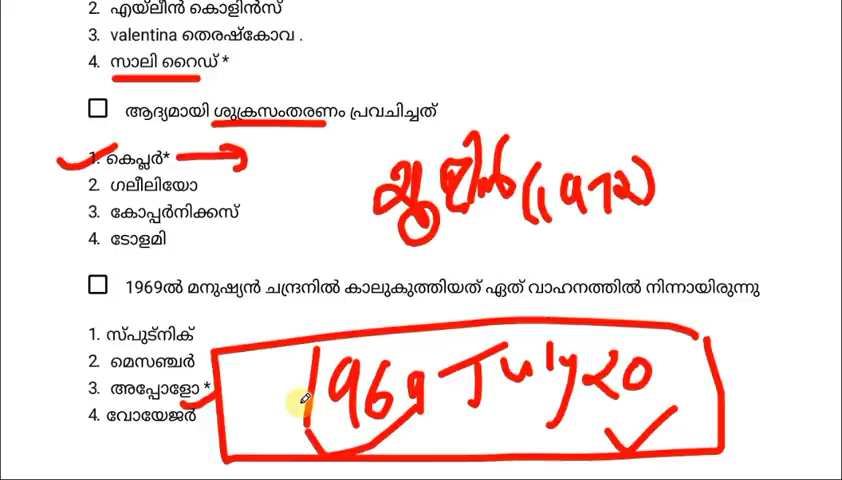 2. എയ്‌ലീൻ കൊളിൻസ്
3. valentina തെരഷ്കോവ .
4. സാലി റൈഡ് *
ആദ്യമായി ശുക്രസംതരണം പ്രവചിച്ചത്
1. കെപ്ലർ*
2. ഗലീലിയോ
3. കോപ്പർനിക്കസ്
4. ടോളമി
(1972)
1969ൽ മനുഷ്യൻ ചന്ദ്രനിൽ കാലുകുത്തിയത് ഏത് വാഹനത്തിൽ നിന്നായിരുന്നു
1. സ്പുട്നിക്
2. മെസഞ്ചർ
3. അപ്പോളോ *
4. വോയേജർ
1969 July 20